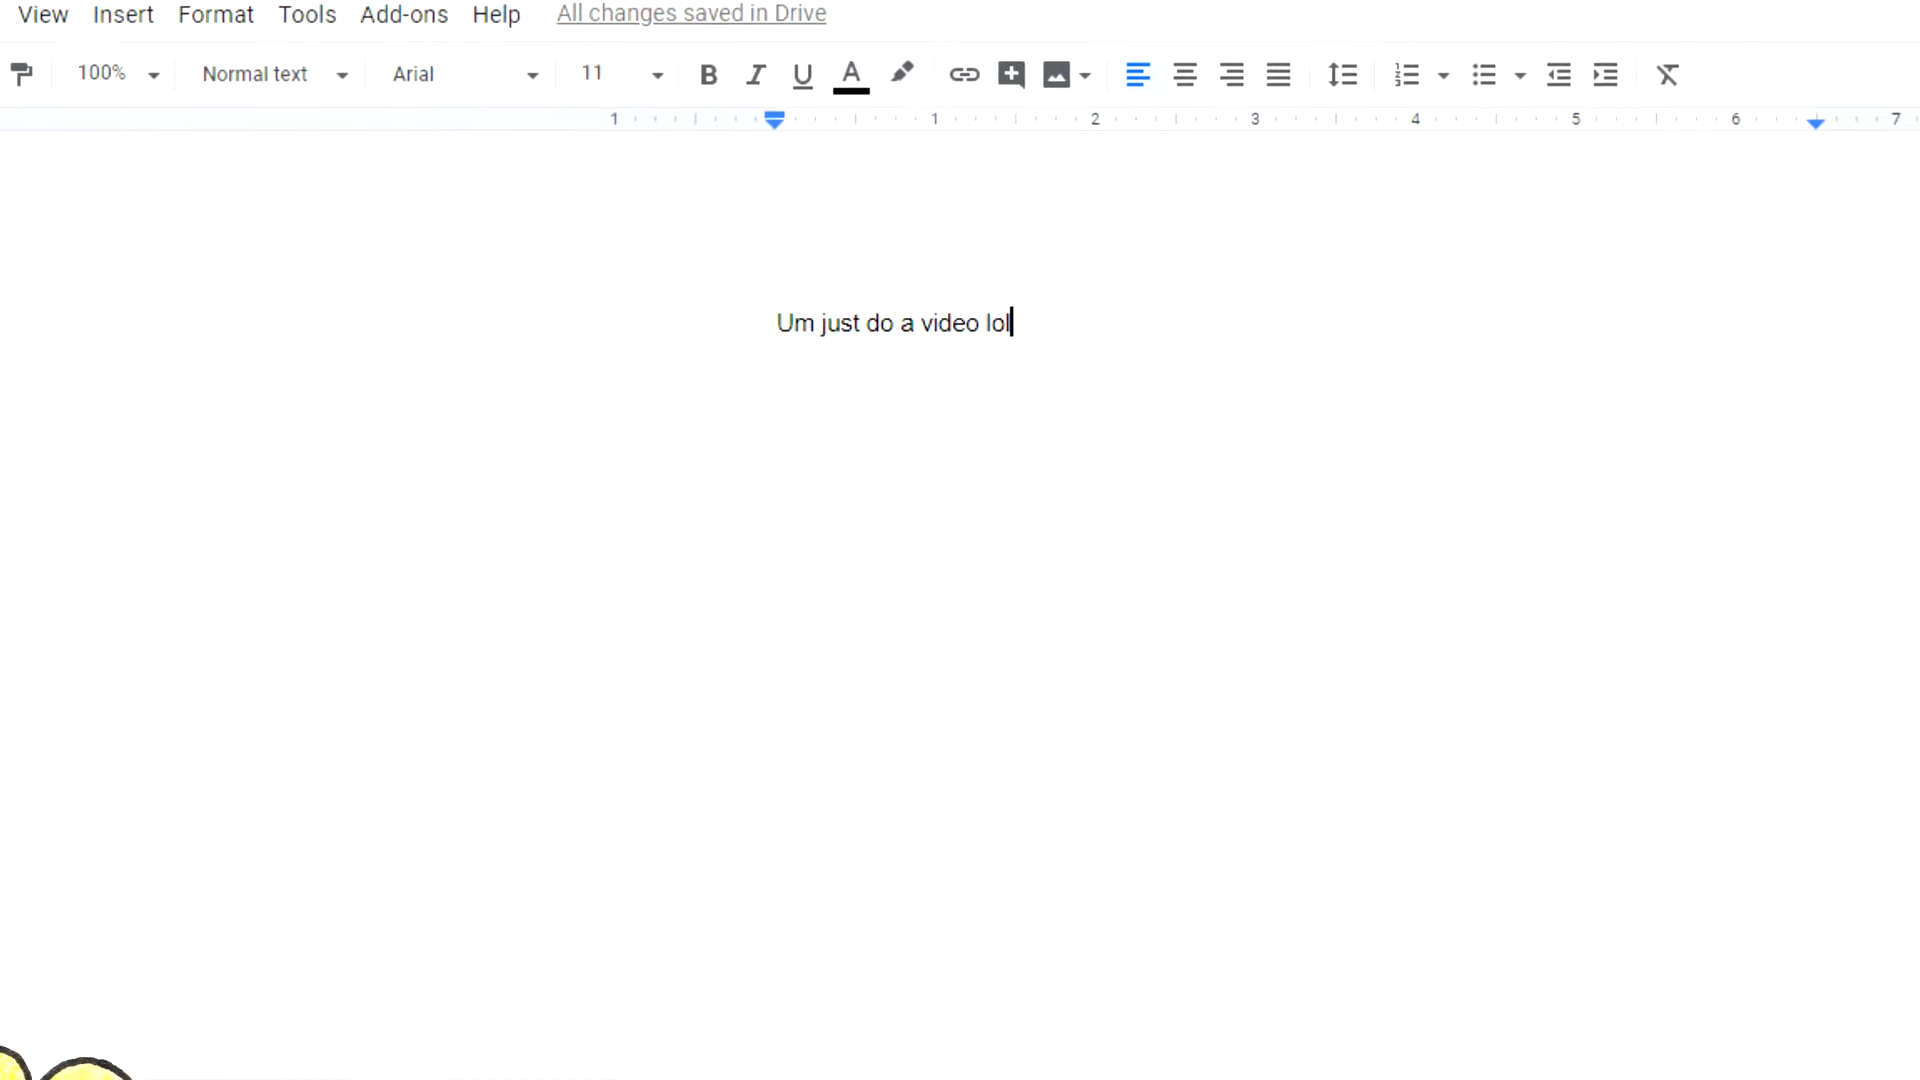 View Insert Format Tools Add-ons Help All changes saved in Drive
100% Normal text Arial 11 B I U A
1 1 2 3 4 5 6 7
Um just do a video lol